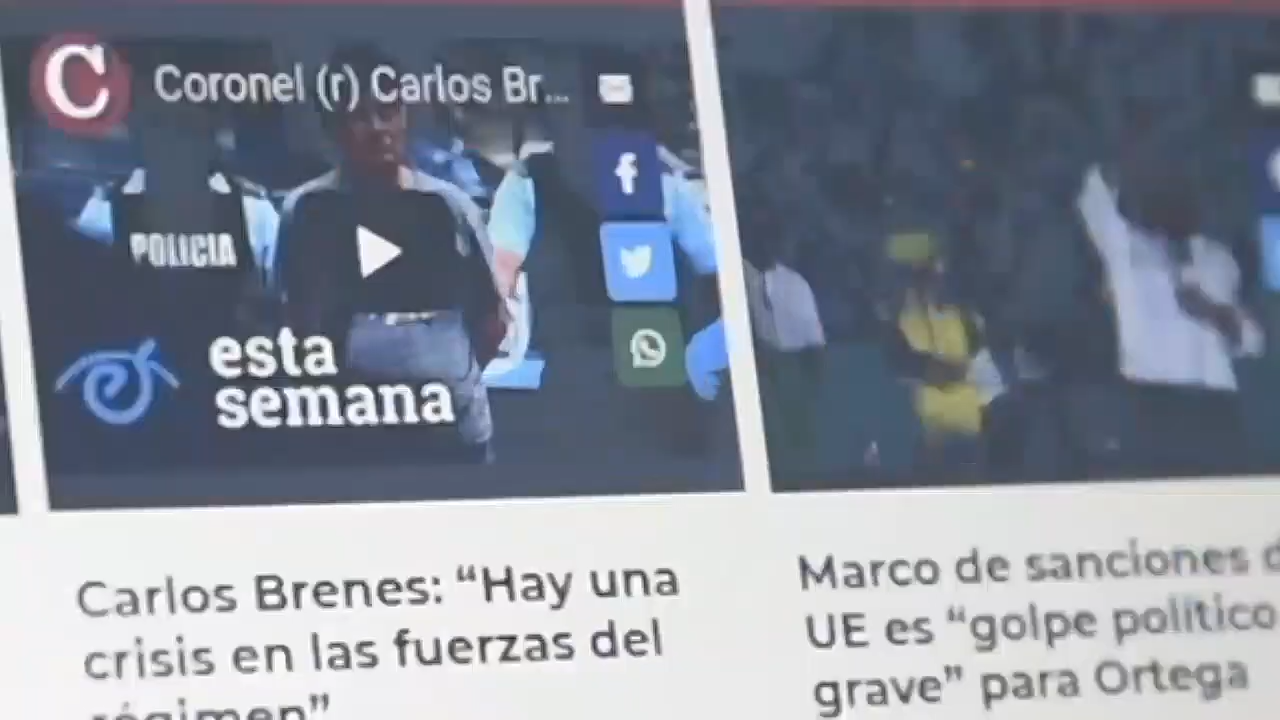 C
Coronel (r) Carlos Br...
POLICIA
esta
semana
Carlos Brenes: “Hay una
crisis en las fuerzas del
régimen”
Marco de sanciones d
UE es “golpe político
grave” para Ortega